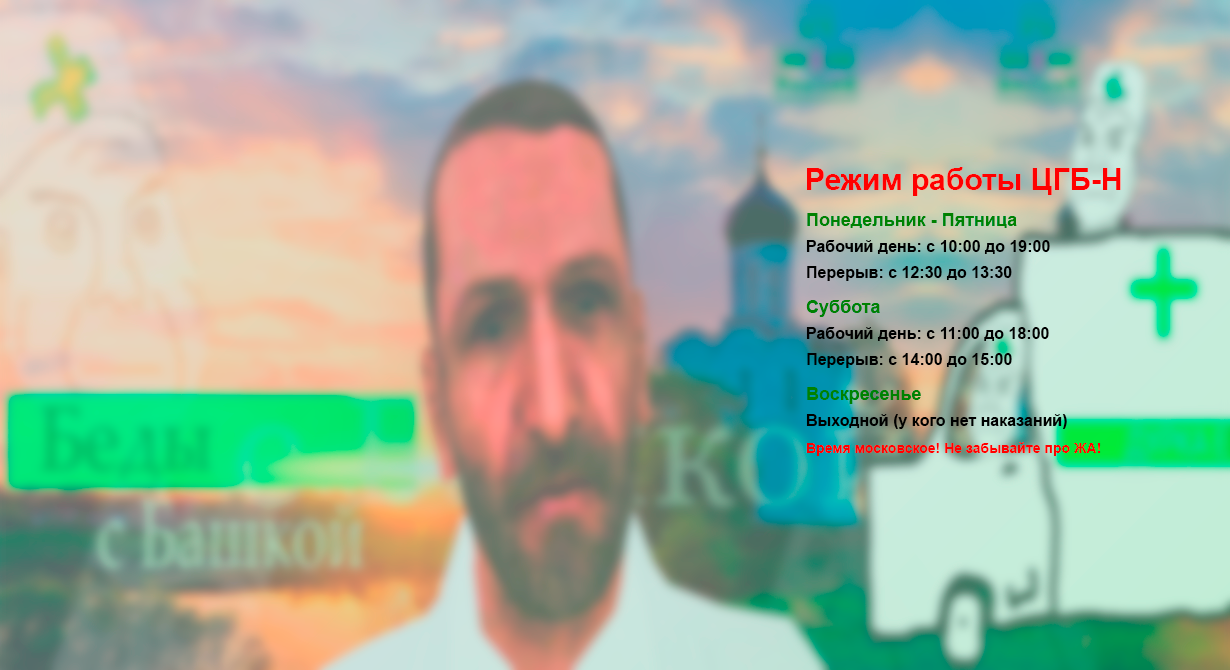 Режим работы ЦГБ-Н
Понедельник - Пятница
Рабочий день: с 10:00 до 19:00
Перерыв: с 12:30 до 13:30
Суббота
Рабочий день: с 11:00 до 18:00
Перерыв: с 14:00 до 15:00
Воскресенье
Выходной (у кого нет наказаний)
Время московское! Не забывайте про ЖА!
Беды
с Башкой